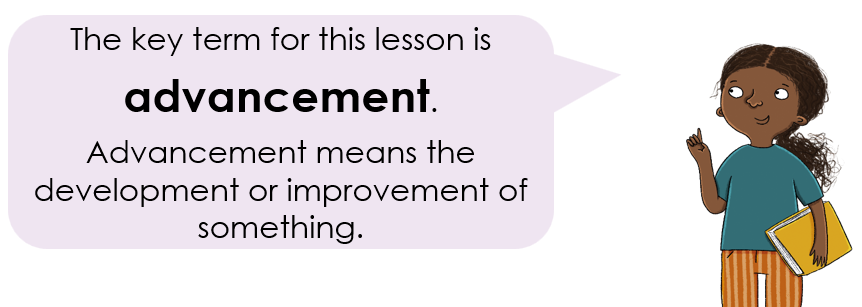 The key term for this lesson is
advancement.
Advancement means the
development or improvement of
something.